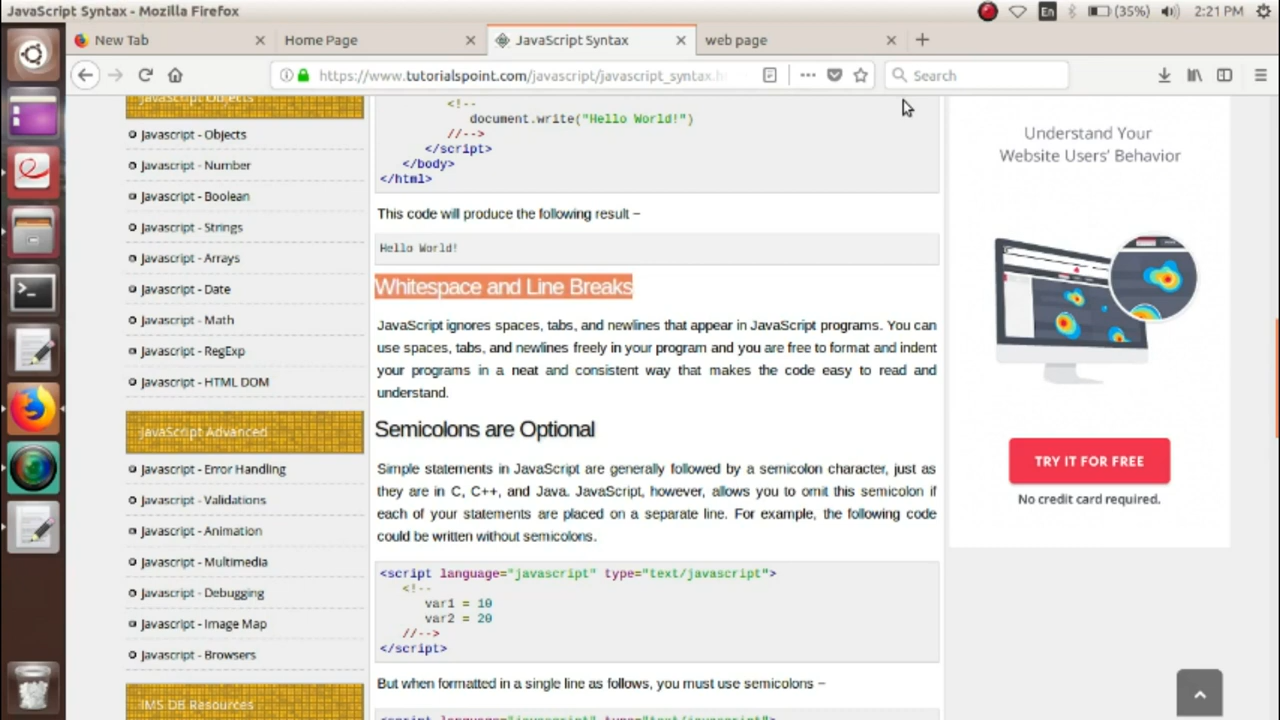 JavaScript Syntax - Mozilla Firefox
En
(35%)
2:21 PM
New Tab
Home Page
JavaScript Syntax
web page
https://www.tutorialspoint.com/javascript/javascript_syntax.h
Search
JavaScript Objects
Javascript - Objects
Javascript - Number
Javascript - Boolean
Javascript - Strings
Javascript - Arrays
Javascript - Date
Javascript - Math
Javascript - RegExp
Javascript - HTML DOM
JavaScript Advanced
Javascript - Error Handling
Javascript - Validations
Javascript - Animation
Javascript - Multimedia
Javascript - Debugging
Javascript - Image Map
Javascript - Browsers
IMS DB Resources
<!--
document.write("Hello World!")
//-->
</script>
</body>
</html>
This code will produce the following result −
Hello World!
Whitespace and Line Breaks
JavaScript ignores spaces, tabs, and newlines that appear in JavaScript programs. You can
use spaces, tabs, and newlines freely in your program and you are free to format and indent
your programs in a neat and consistent way that makes the code easy to read and
understand.
Semicolons are Optional
Simple statements in JavaScript are generally followed by a semicolon character, just as
they are in C, C++, and Java. JavaScript, however, allows you to omit this semicolon if
each of your statements are placed on a separate line. For example, the following code
could be written without semicolons.
<script language="javascript" type="text/javascript">
<!--
var1 = 10
var2 = 20
//-->
</script>
But when formatted in a single line as follows, you must use semicolons −
<script language="javascript" type="text/javascript">
Understand Your
Website Users' Behavior
TRY IT FOR FREE
No credit card required.